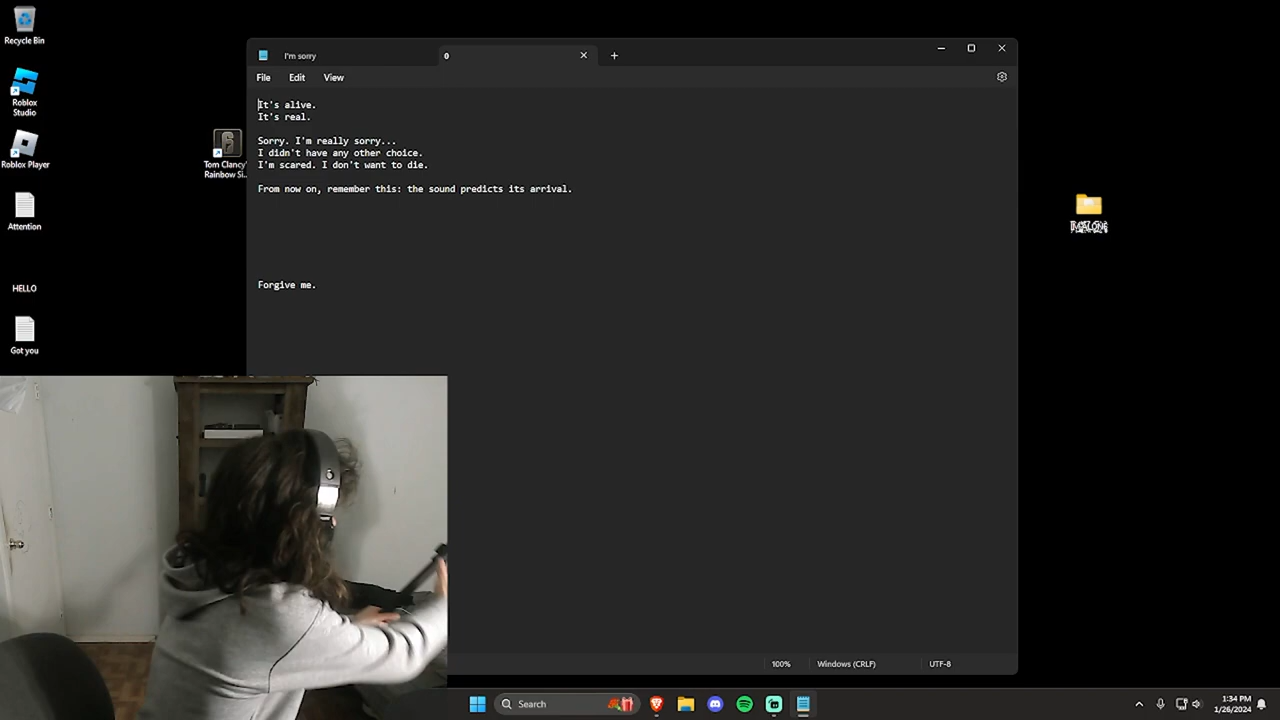 Recycle Bin
Roblox
Studio
Roblox Player
Attention
HELLO
Got you
Tom Clancy'
Rainbow Si...
I'm sorry
0
File
Edit
View
It's alive.
It's real.
Sorry. I'm really sorry...
I didn't have any other choice.
I'm scared. I don't want to die.
From now on, remember this: the sound predicts its arrival.
Forgive me.
100%
Windows (CRLF)
UTF-8
Search
1:34 PM
1/26/2024